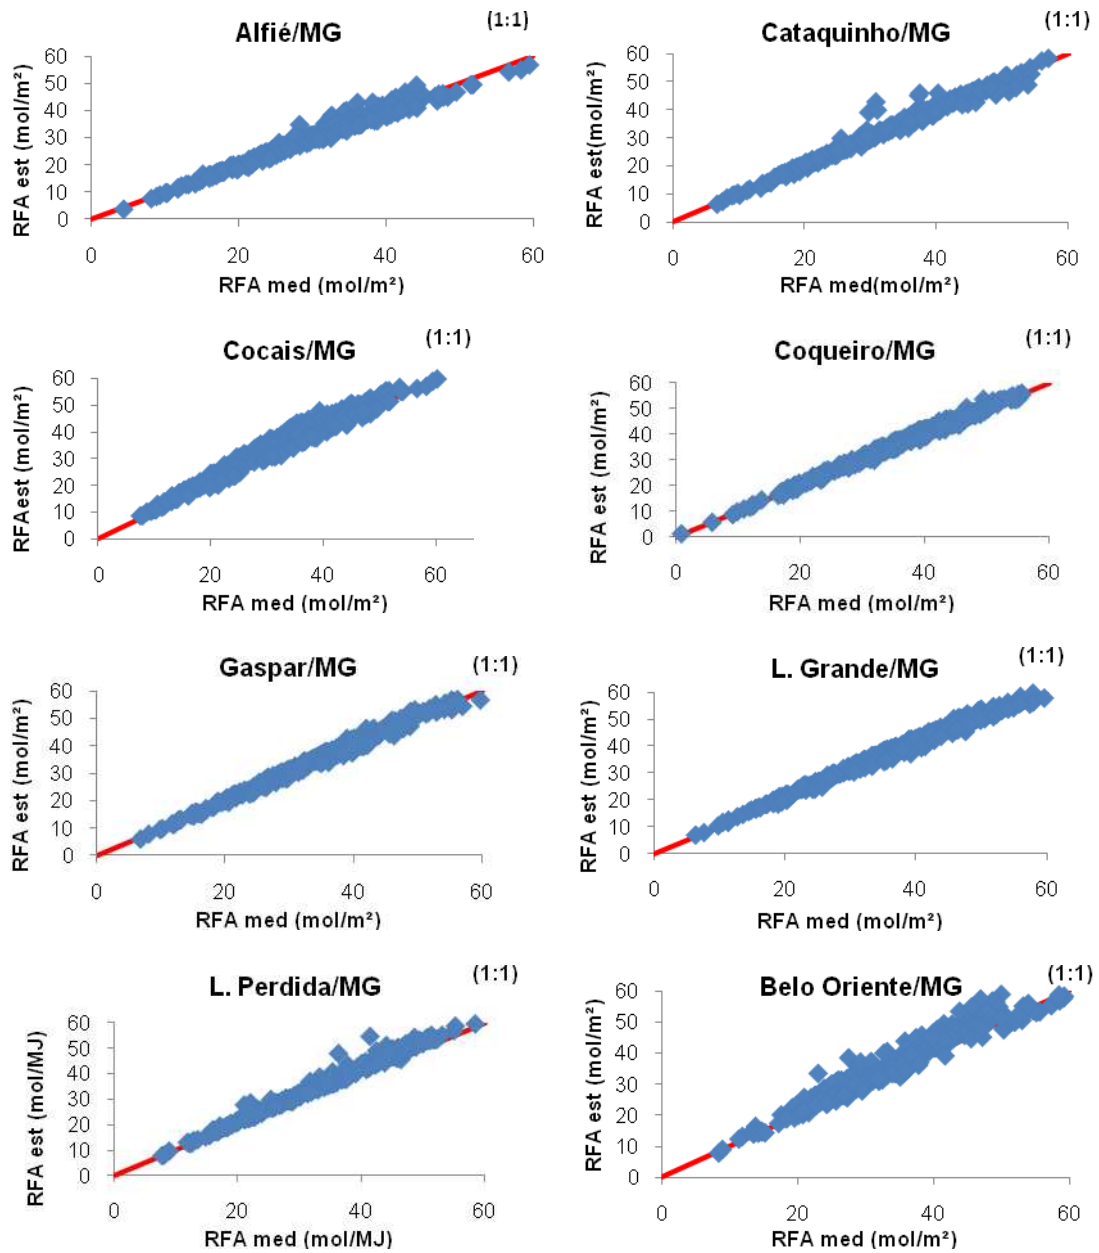 Alfié/MG
(1:1)
RFA est (mol/m²)
60
50
40
30
20
10
0
0 20 40 60
RFA med (mol/m²)
Cataquinho/MG
(1:1)
RFA est(mol/m²)
60
50
40
30
20
10
0
0 20 40 60
RFA med(mol/m²)
Cocais/MG
(1:1)
RFAest (mol/m²)
60
50
40
30
20
10
0
0 20 40 60
RFA med (mol/m²)
Coqueiro/MG
(1:1)
RFA est (mol/m²)
60
50
40
30
20
10
0
0 20 40 60
RFA med (mol/m²)
Gaspar/MG
(1:1)
RFA est (mol/m²)
60
50
40
30
20
10
0
0 20 40 60
RFA med (mol/m²)
L. Grande/MG
(1:1)
RFA est (mol/m²)
60
50
40
30
20
10
0
0 20 40 60
RFA med (mol/m²)
L. Perdida/MG
(1:1)
RFA est (mol/MJ)
60
50
40
30
20
10
0
0 20 40 60
RFA med (mol/MJ)
Belo Oriente/MG
(1:1)
RFA est (mol/m²)
60
50
40
30
20
10
0
0 20 40 60
RFA med (mol/m²)